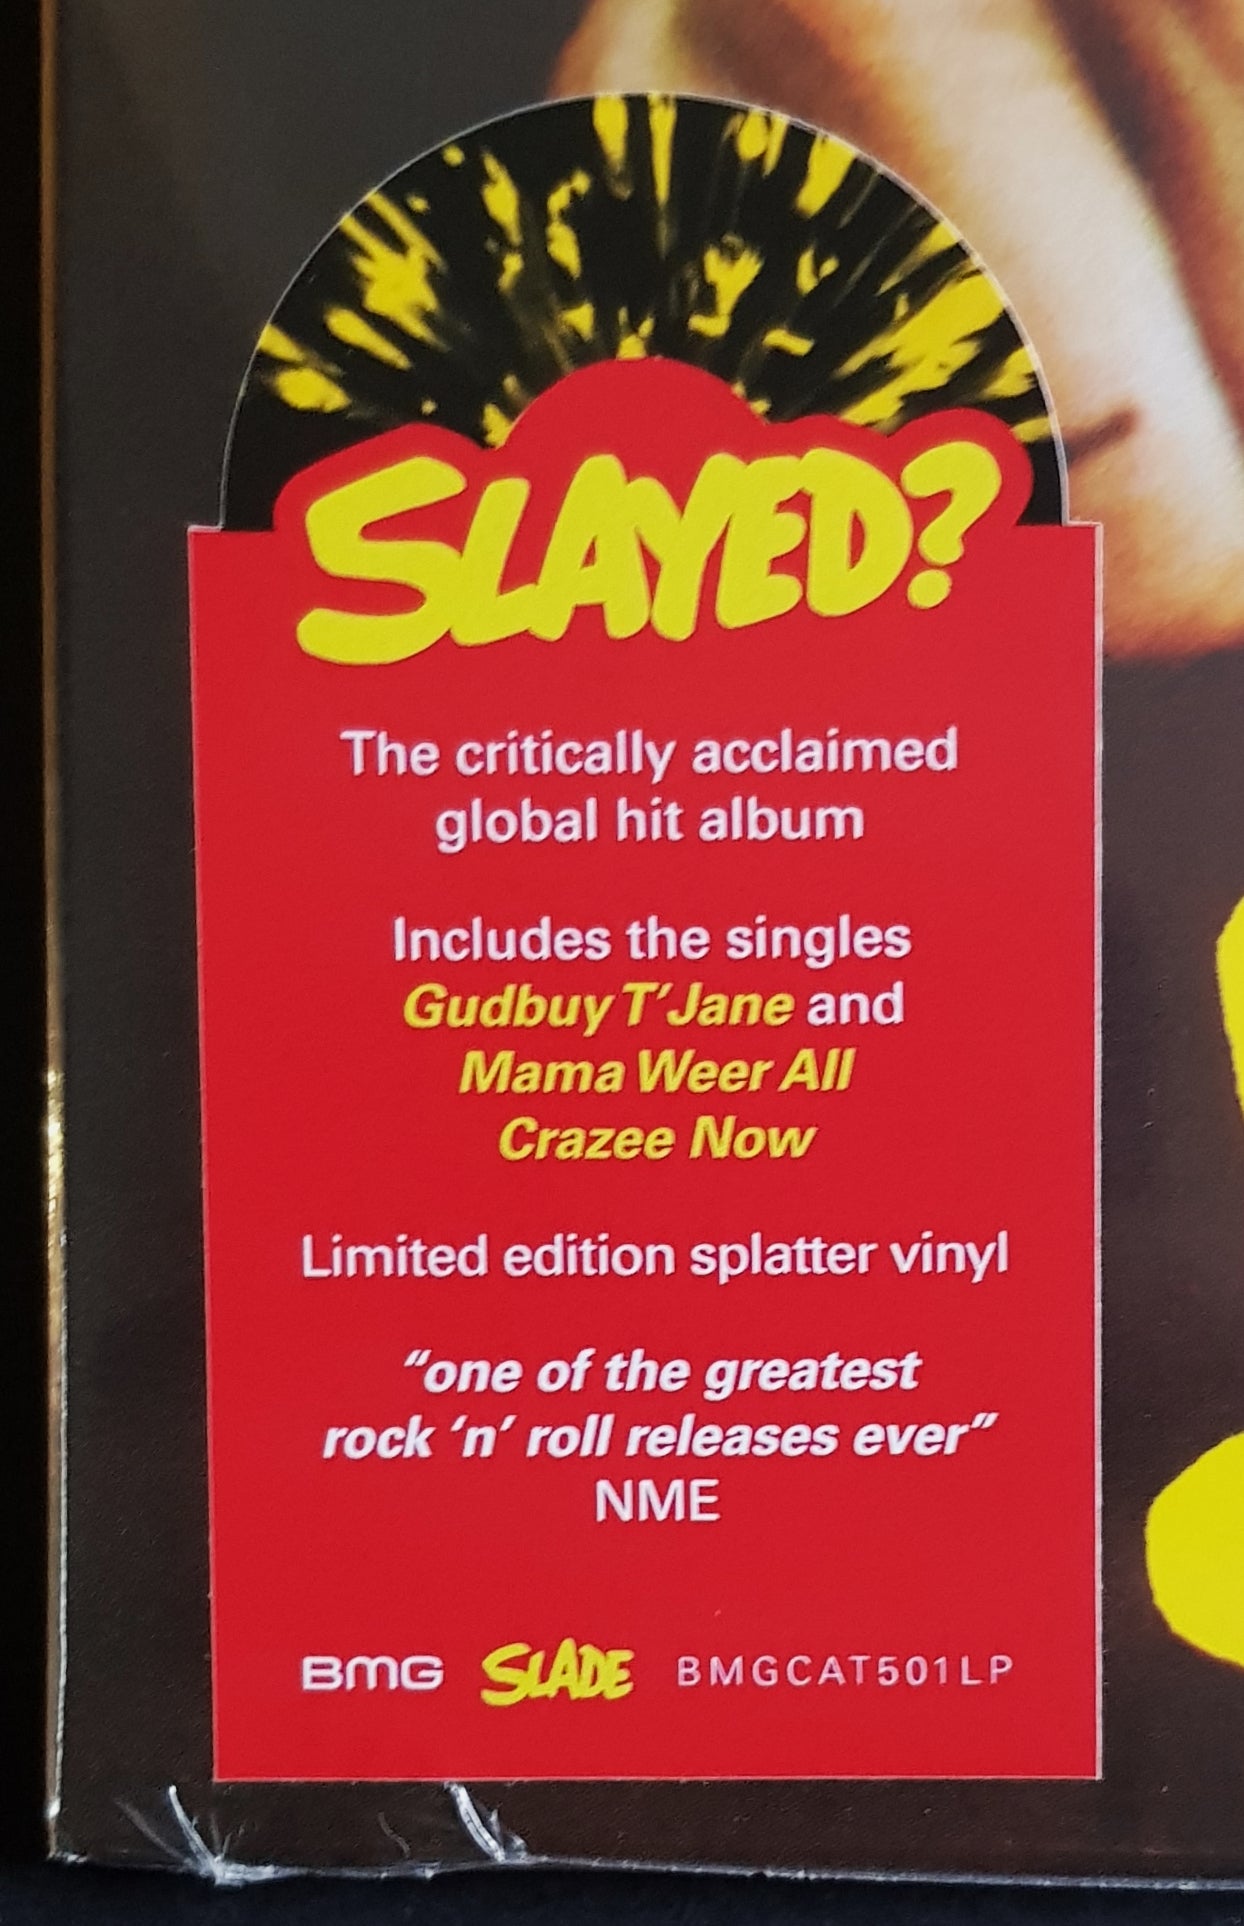 SLAYED?
The critically acclaimed
global hit album
Includes the singles
Gudbuy T'Jane and
Mama Weer All
Crazee Now
Limited edition splatter vinyl
“one of the greatest
rock ‘n’ roll releases ever”
NME
BMG SLADE BMGCAT501LP